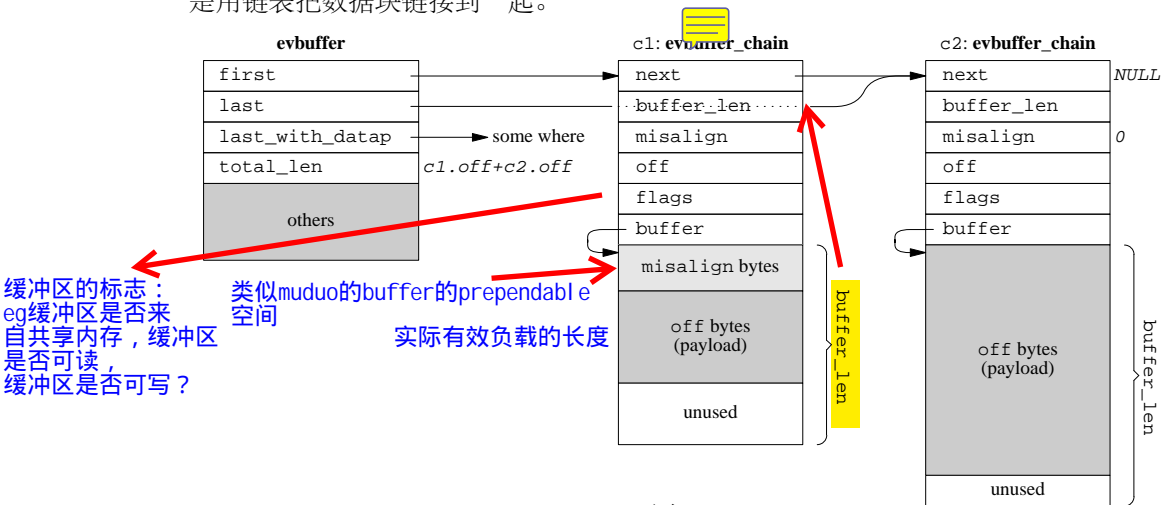 是用链表把数据块链接到一起。
evbuffer
first
last
last_with_datap
some where
total_len
c1.off+c2.off
others
c1: evbuffer_chain
next
buffer_len
misalign
off
flags
buffer
misalign bytes
off bytes
(payload)
unused
buffer_len
c2: evbuffer_chain
next
NULL
buffer_len
misalign
0
off
flags
buffer
off bytes
(payload)
unused
buffer_len
缓冲区的标志：
eg缓冲区是否来
自共享内存，缓冲区
是否可读，
缓冲区是否可写？
类似muduo的buffer的prependable
空间
实际有效负载的长度